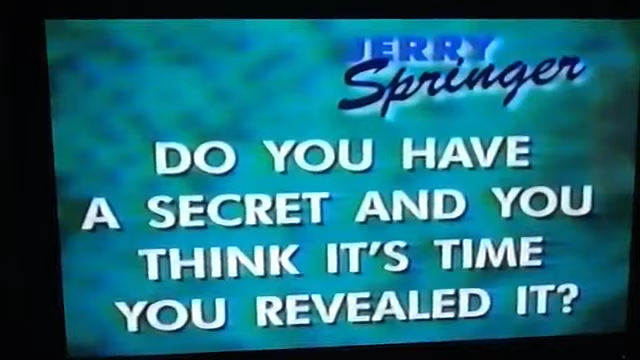 JERRY
Springer
DO YOU HAVE
A SECRET AND YOU
THINK IT'S TIME
YOU REVEALED IT?